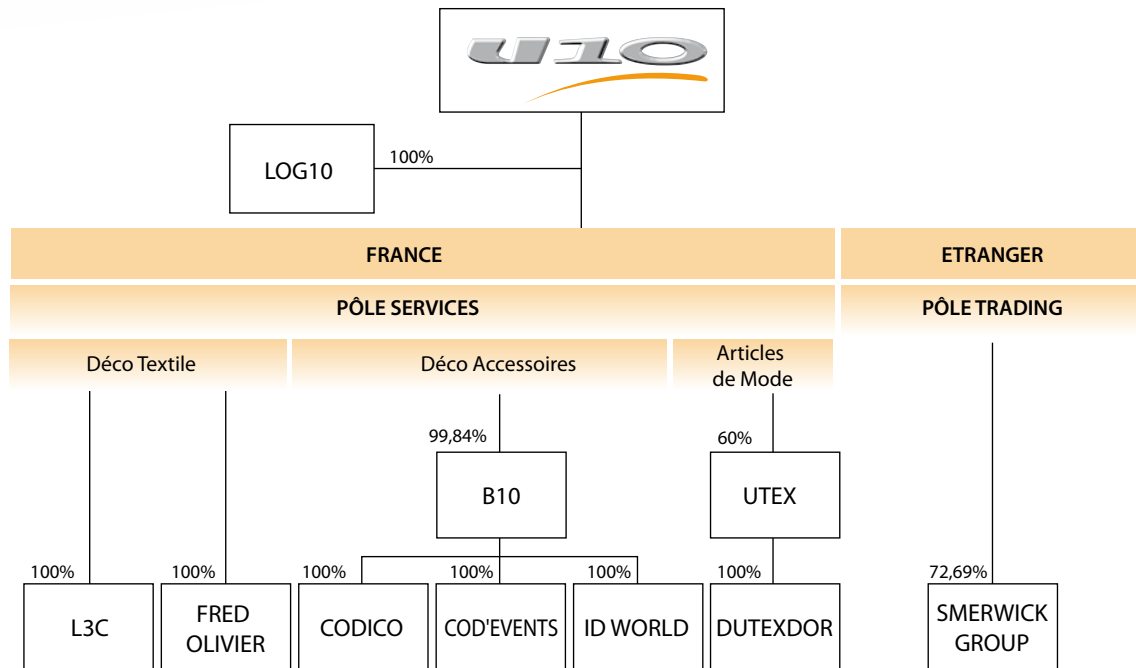 U10
100%
LOG10
FRANCE
ETRANGER
PÔLE SERVICES
PÔLE TRADING
Déco Textile
Déco Accessoires
Articles
de Mode
99,84%
60%
B10
UTEX
100%
100%
100%
100%
100%
100%
72,69%
L3C
FRED
OLIVIER
CODICO
COD'EVENTS
ID WORLD
DUTEXDOR
SMERWICK
GROUP